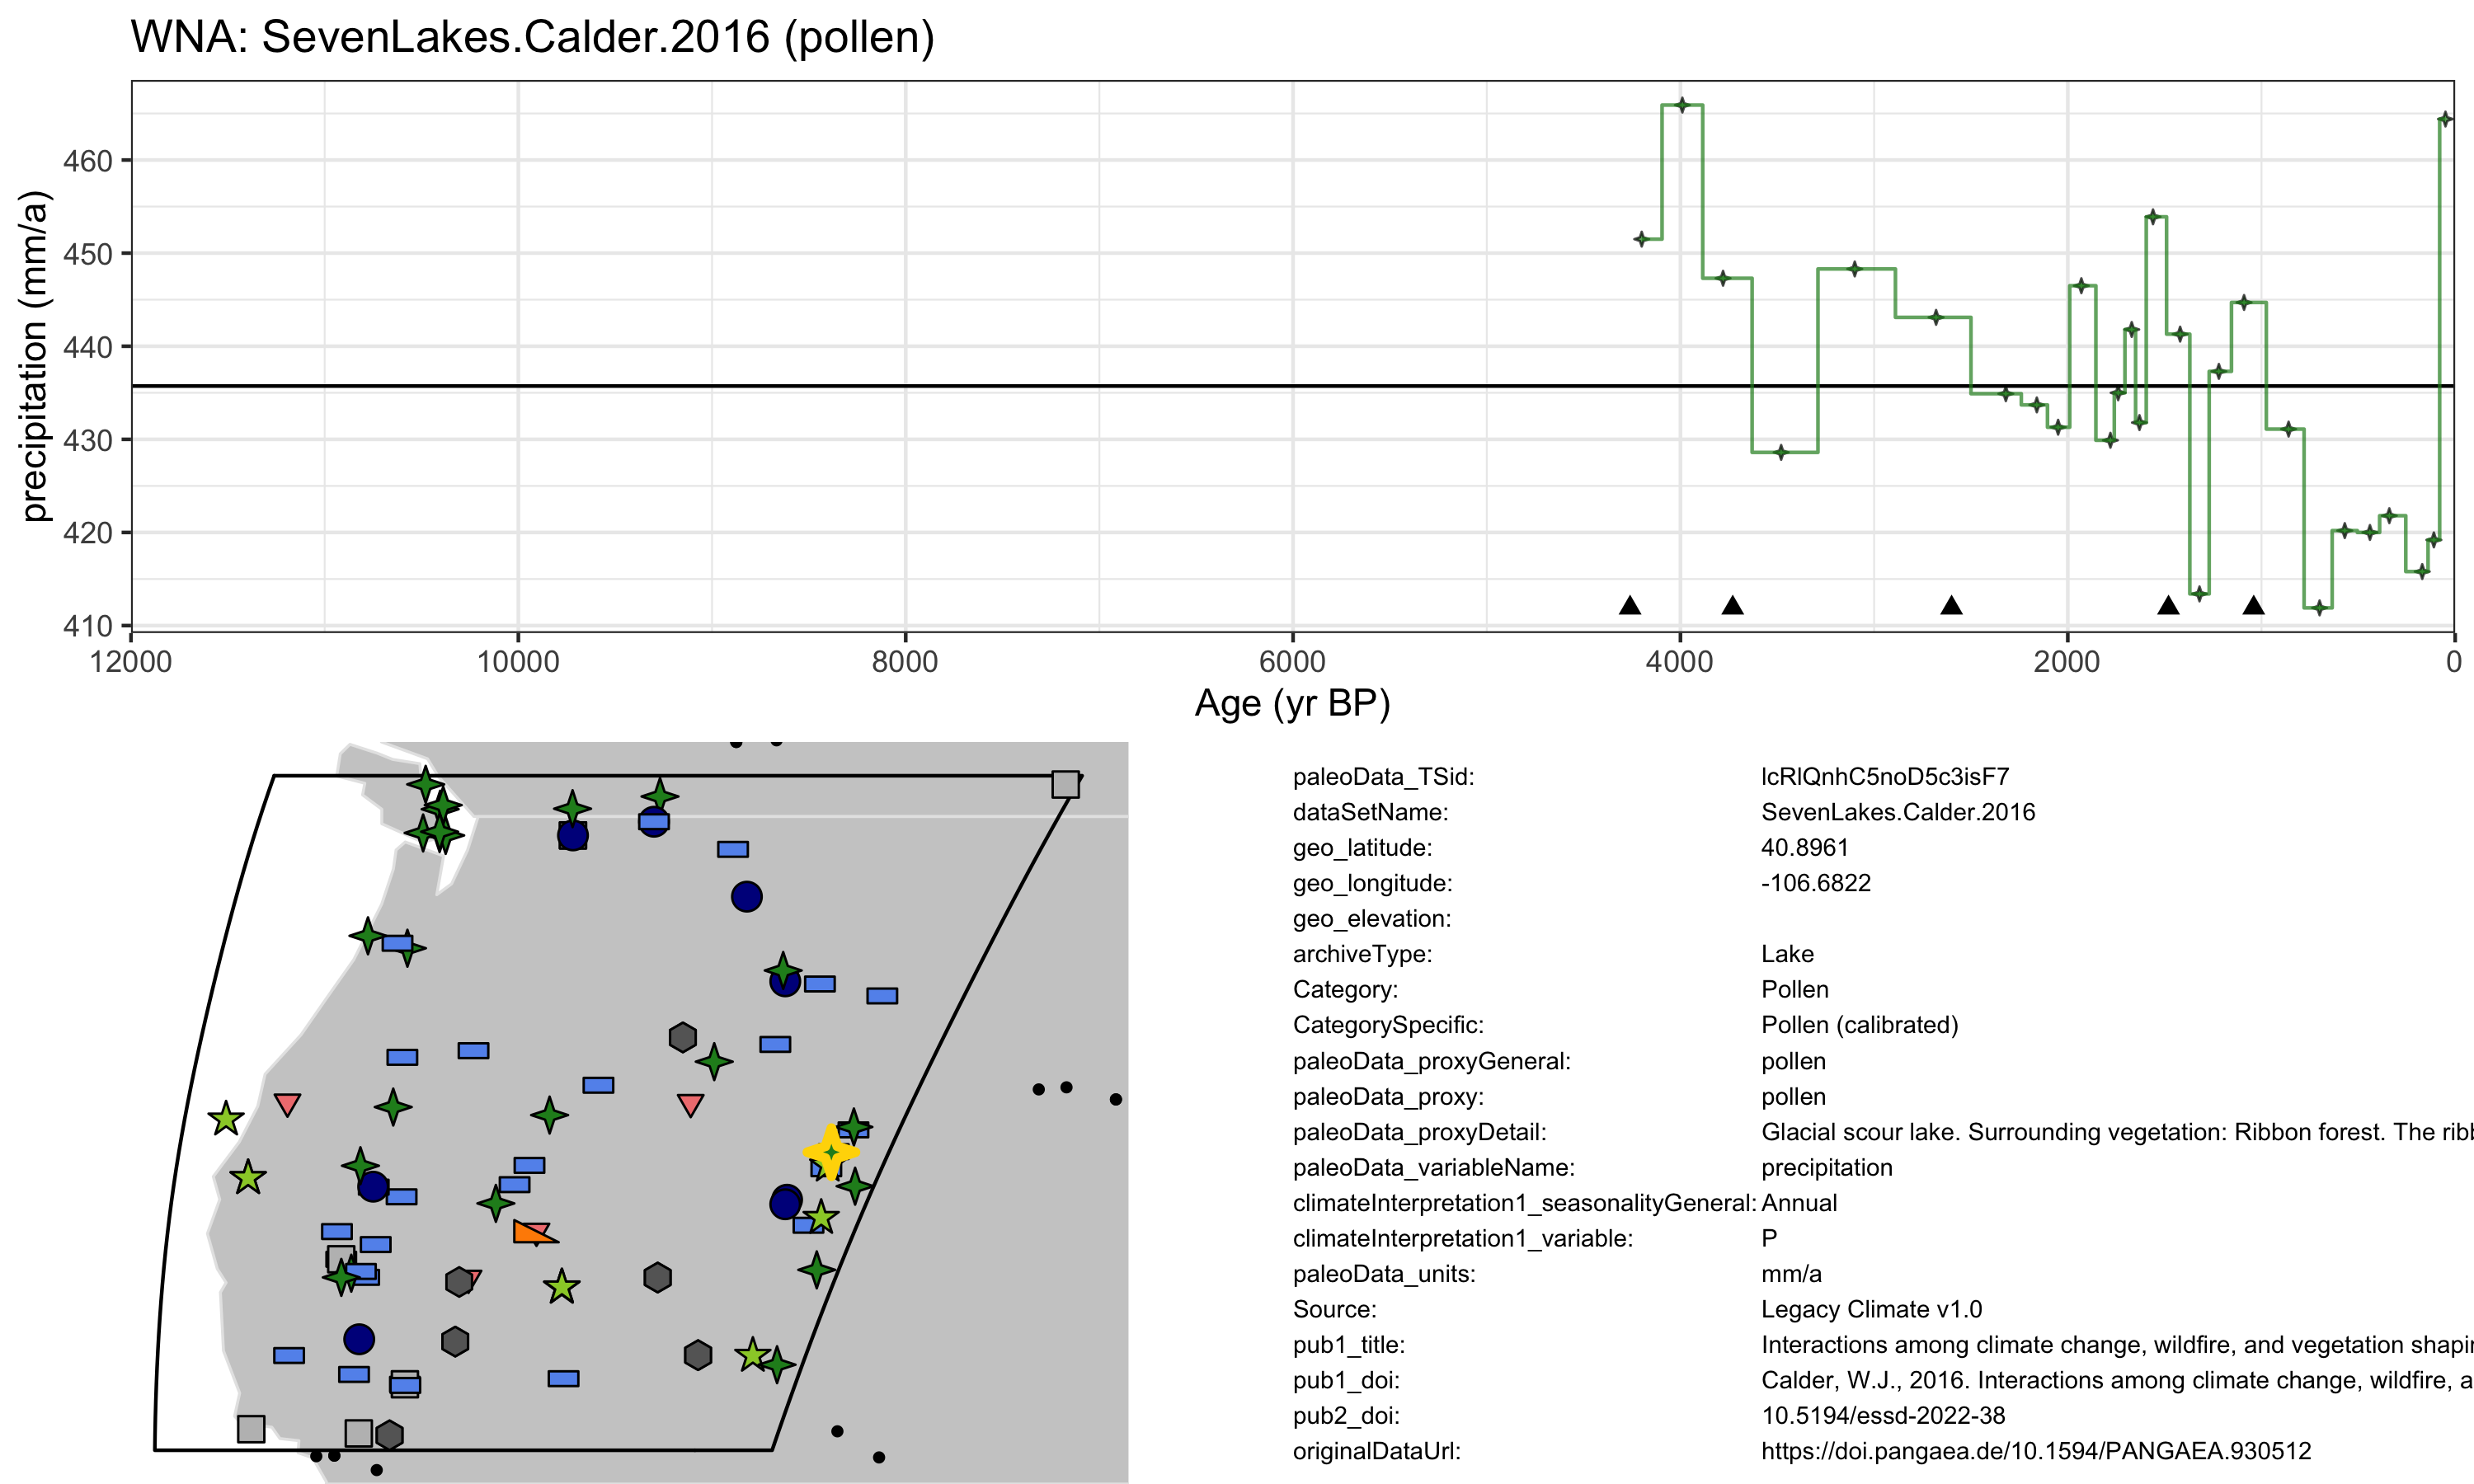 WNA: SevenLakes.Calder.2016 (pollen)
precipitation (mm/a)
460
450
440
430
420
410
12000 10000 8000 6000 4000 2000 0
Age (yr BP)
paleoData_TSid: lcRlQnhC5noD5c3isF7
dataSetName: SevenLakes.Calder.2016
geo_latitude: 40.8961
geo_longitude: -106.6822
geo_elevation:
archiveType: Lake
Category: Pollen
CategorySpecific: Pollen (calibrated)
paleoData_proxyGeneral: pollen
paleoData_proxy: pollen
paleoData_proxyDetail: Glacial scour lake. Surrounding vegetation: Ribbon forest. The ribb
paleoData_variableName: precipitation
climateInterpretation1_seasonalityGeneral: Annual
climateInterpretation1_variable: P
paleoData_units: mm/a
Source: Legacy Climate v1.0
pub1_title: Interactions among climate change, wildfire, and vegetation shapin
pub1_doi: Calder, W.J., 2016. Interactions among climate change, wildfire, a
pub2_doi: 10.5194/essd-2022-38
originalDataUrl: https://doi.pangaea.de/10.1594/PANGAEA.930512